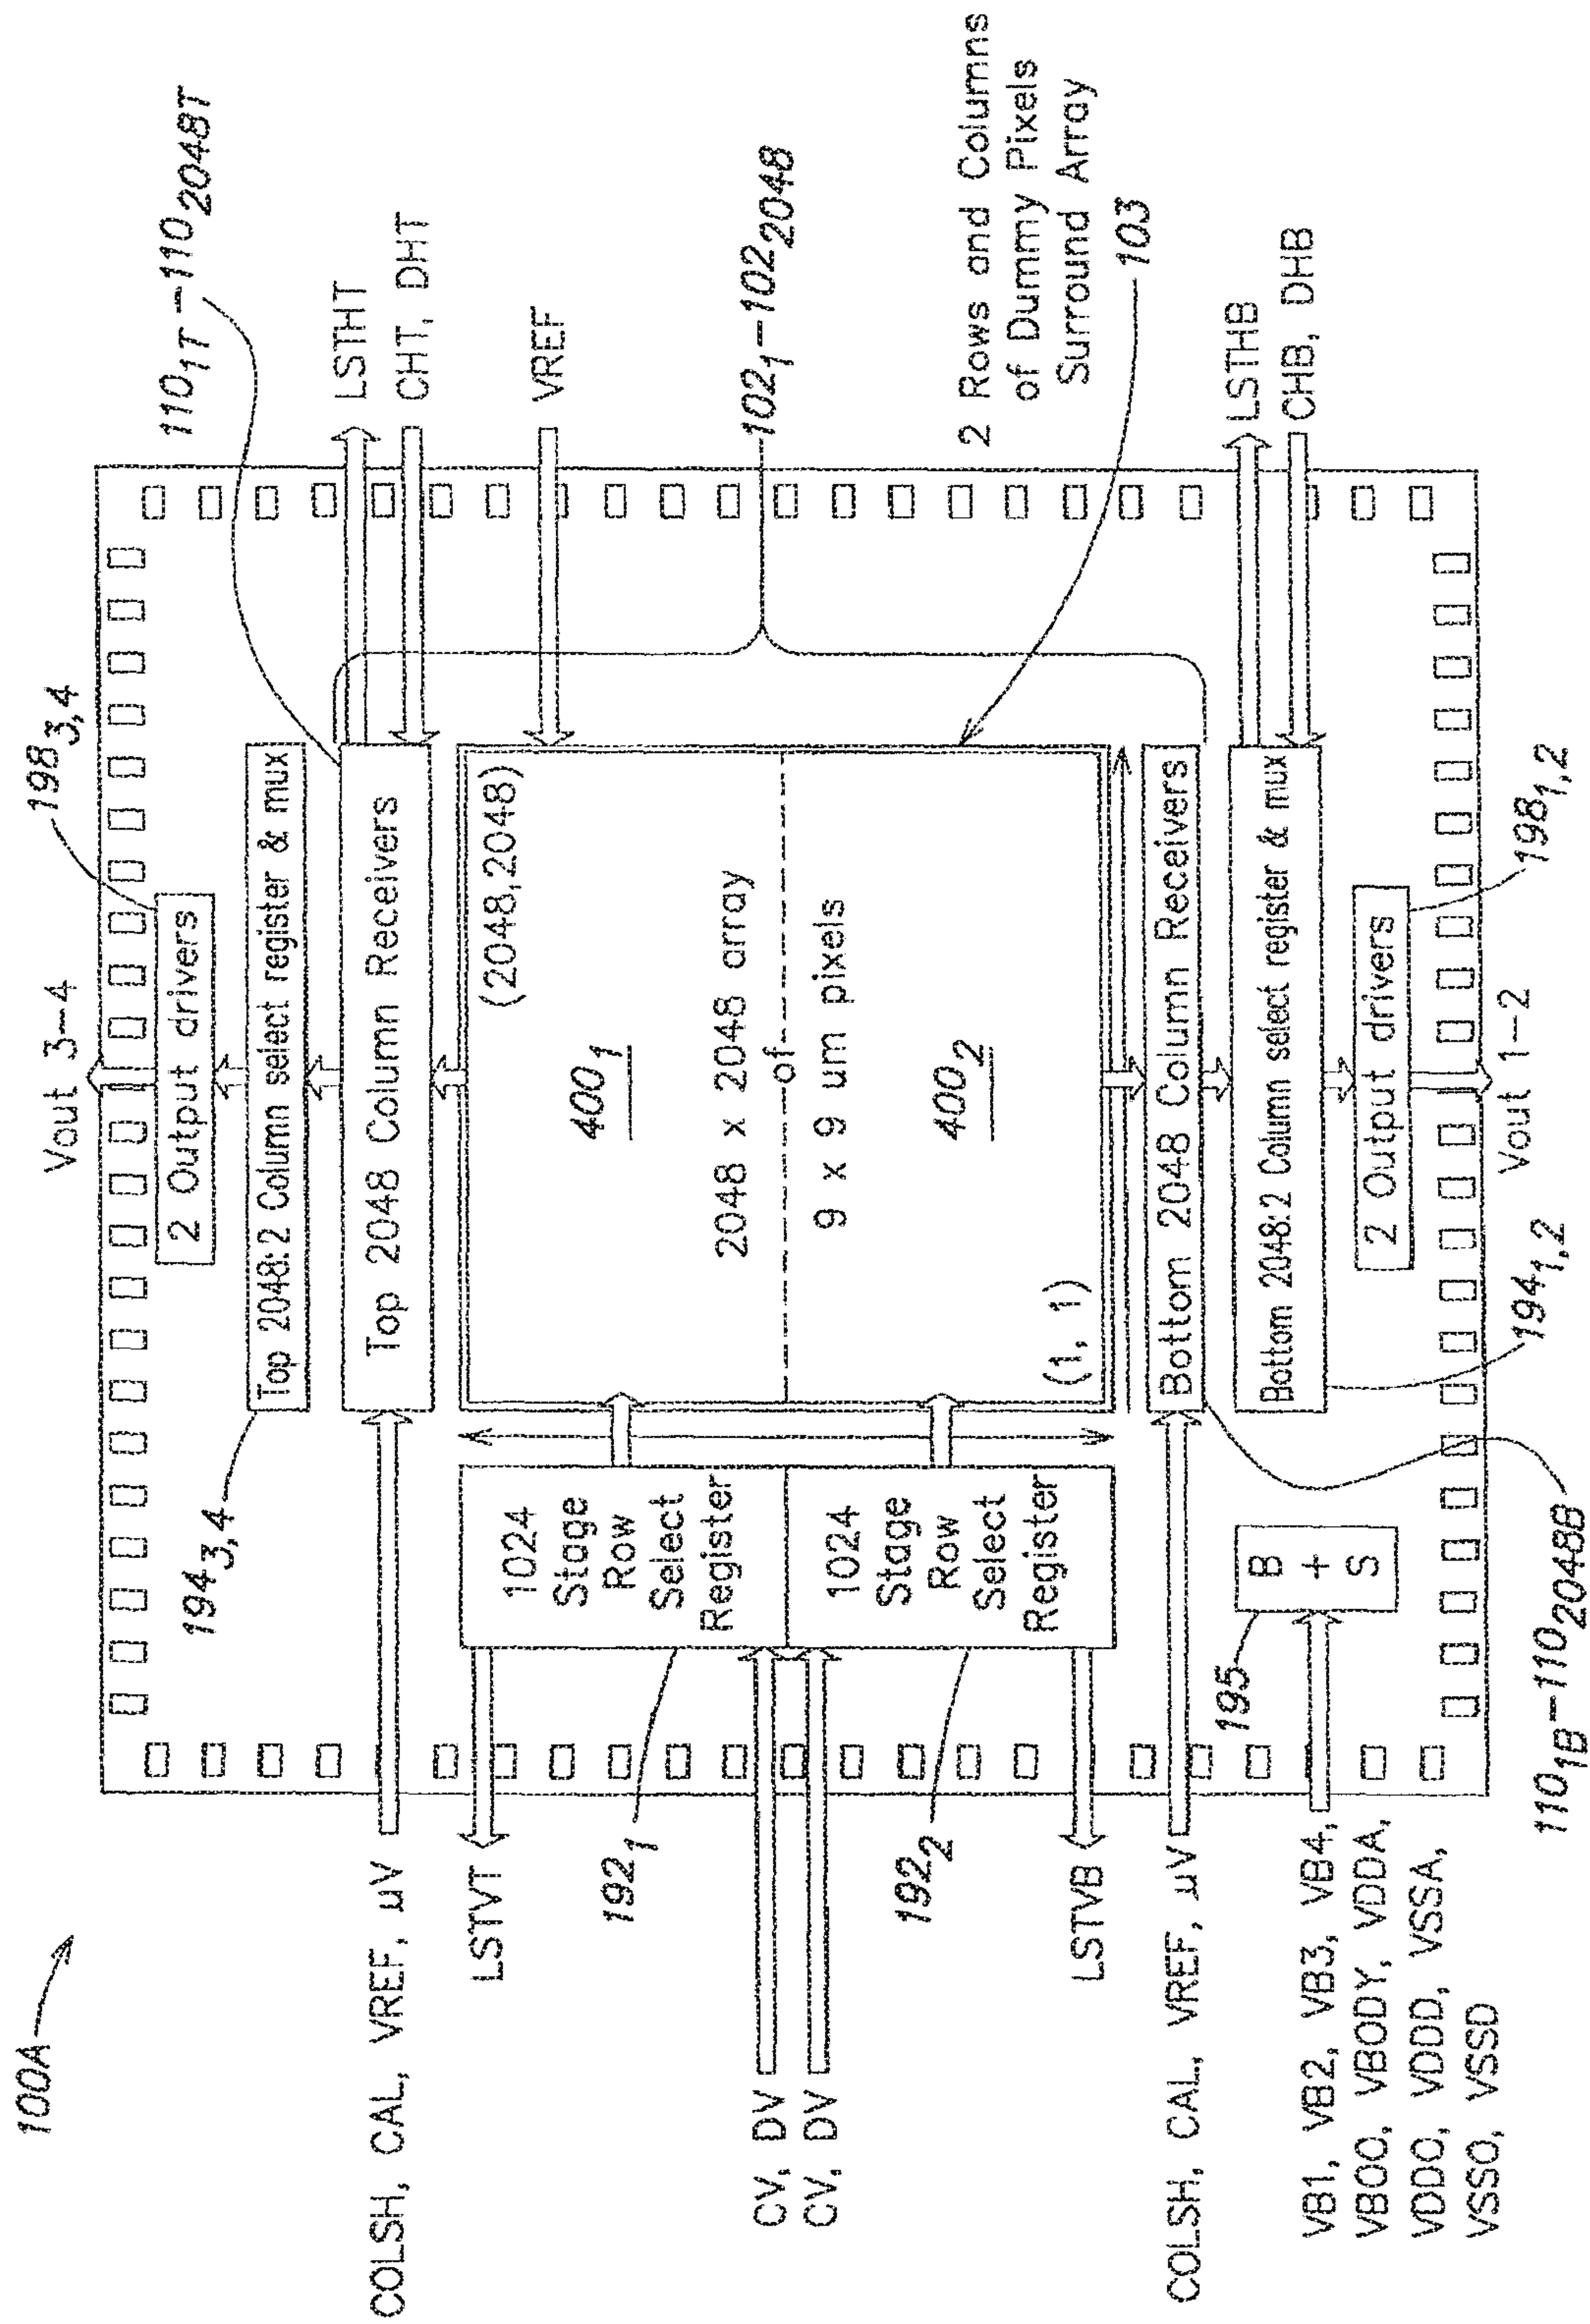 100A
Vout 3-4
198₃,₄
2 Output drivers
194₃,₄
Top 2048:2 Column select register & mux
110₁T-110₂₀₄₈T
Top 2048 Column Receivers
LSTHT
CHT, DHT
COLSH, CAL, VREF, µV
VREF
LSTVT
1024
Stage
Row
Select
Register
192₁
(2048,2048)
400₁
2048 x 2048 array
of
9 x 9 um pixels
400₂
(1, 1)
102₁-102₂₀₄₈
CV, DV
CV, DV
1024
Stage
Row
Select
Register
192₂
LSTVB
2 Rows and Columns
of Dummy Pixels
Surround Array
103
COLSH, CAL, VREF, µV
Bottom 2048 Column Receivers
LSTHB
CHB, DHB
Bottom 2048:2 Column select register & mux
195
B
+
S
VB1, VB2, VB3, VB4,
VBOO, VBODY, VDDA,
VDDO, VDDD, VSSA,
VSSO, VSSD
2 Output drivers
198₁,₂
194₁,₂
Vout 1-2
110₁B-110₂₀₄₈B